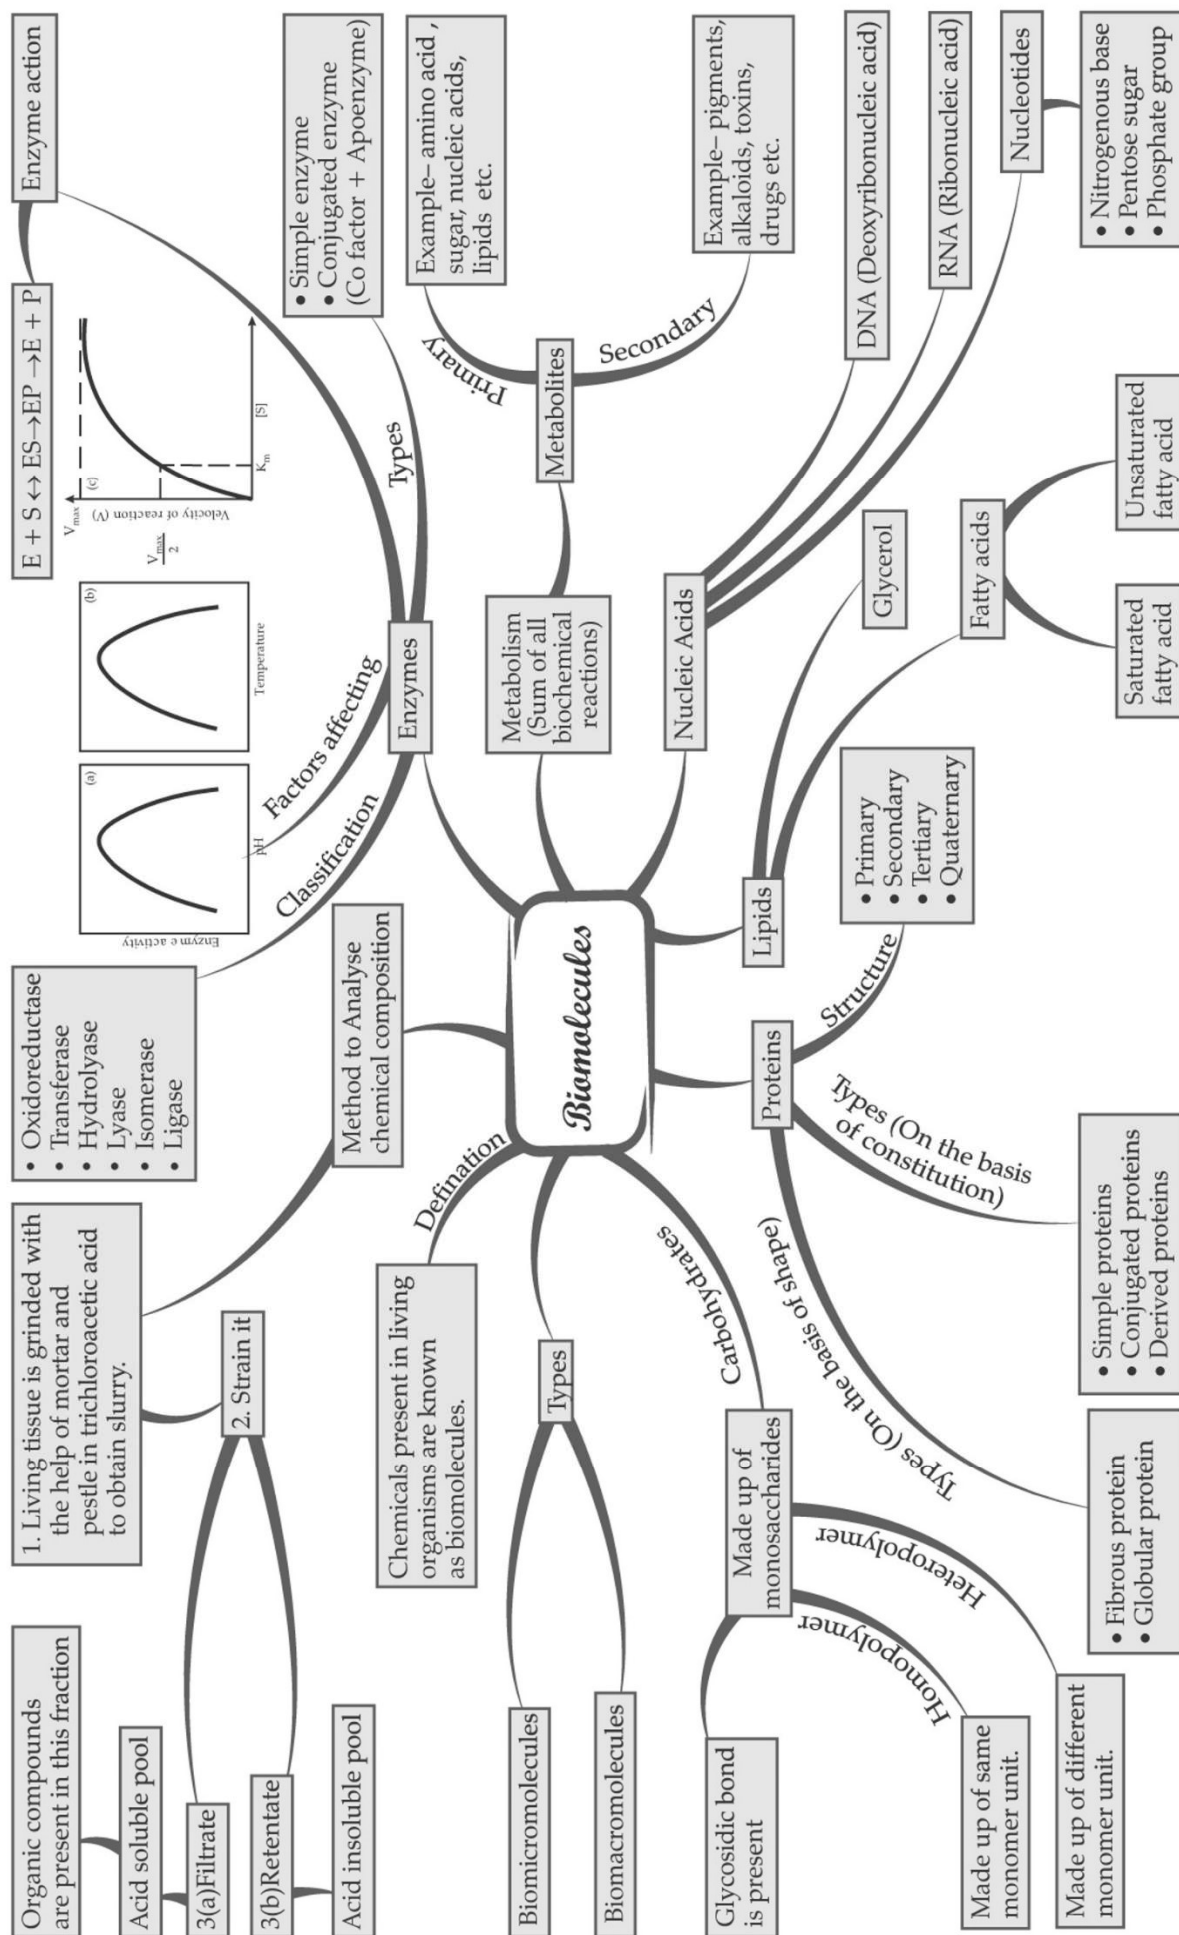 Biomolecules
Defination
Chemicals present in living
organisms are known
as biomolecules.
Types
Biomicromolecules
Biomacromolecules
Method to Analyse
chemical composition
1. Living tissue is grinded with
the help of mortar and
pestle in trichloroacetic acid
to obtain slurry.
2. Strain it
3(a)Filtrate
Acid soluble pool
Organic compounds
are present in this fraction
3(b)Retentate
Acid insoluble pool
Carbohydrates
Made up of
monosaccharides
Glycosidic bond
is present
Homopolymer
Made up of same
monomer unit.
Heteropolymer
Made up of different
monomer unit.
Proteins
Types (On the basis of shape)
• Fibrous protein
• Globular protein
Types (On the basis
of constitution)
• Simple proteins
• Conjugated proteins
• Derived proteins
Structure
• Primary
• Secondary
• Tertiary
• Quaternary
Lipids
Glycerol
Fatty acids
Saturated
fatty acid
Unsaturated
fatty acid
Nucleic Acids
DNA (Deoxyribonucleic acid)
RNA (Ribonucleic acid)
Nucleotides
• Nitrogenous base
• Pentose sugar
• Phosphate group
Metabolism
(Sum of all
biochemical
reactions)
Metabolites
Primary
Example– amino acid ,
sugar, nucleic acids,
lipids etc.
Secondary
Example– pigments,
alkaloids, toxins,
drugs etc.
Enzymes
Classification
• Oxidoreductase
• Transferase
• Hydrolyase
• Lyase
• Isomerase
• Ligase
Factors affecting
(a)
Enzyme activity
pH
(b)
Temperature
(c)
Vmax
Vmax
2
Velocity of reaction (V)
Km
[S]
Types
• Simple enzyme
• Conjugated enzyme
(Co factor + Apoenzyme)
Enzyme action
E + S ↔ ES→EP →E + P